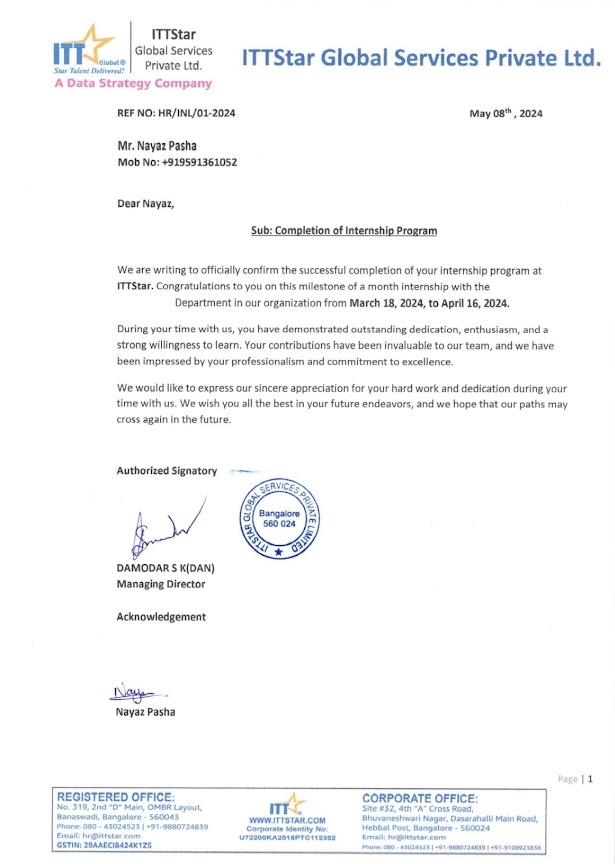 ITTStar
Global Services
Private Ltd.
ITT
Global®
Star Talent Delivered!
A Data Strategy Company
ITTStar Global Services Private Ltd.
REF NO: HR/INL/01-2024
May 08th , 2024
Mr. Nayaz Pasha
Mob No: +919591361052
Dear Nayaz,
Sub: Completion of Internship Program
We are writing to officially confirm the successful completion of your internship program at
ITTStar. Congratulations to you on this milestone of a month internship with the
Department in our organization from March 18, 2024, to April 16, 2024.
During your time with us, you have demonstrated outstanding dedication, enthusiasm, and a
strong willingness to learn. Your contributions have been invaluable to our team, and we have
been impressed by your professionalism and commitment to excellence.
We would like to express our sincere appreciation for your hard work and dedication during your
time with us. We wish you all the best in your future endeavors, and we hope that our paths may
cross again in the future.
Authorized Signatory
ITTSTAR GLOBAL SERVICES PRIVATE LIMITED
Bangalore
560 024
DAMODAR S K(DAN)
Managing Director
Acknowledgement
Nayaz Pasha
Page | 1
REGISTERED OFFICE:
No. 319, 2nd "D" Main, OMBR Layout,
Banaswadi, Bangalore - 560043
Phone: 080 - 43024523 | +91-9880724839
Email: hr@ittstar.com
GSTIN: 29AAECI8424K1Z5
ITT
WWW.ITTSTAR.COM
Corporate Identity No:
U72200KA2018PTC112302
CORPORATE OFFICE:
Site #32, 4th "A" Cross Road,
Bhuvaneshwari Nagar, Dasarahalli Main Road,
Hebbal Post, Bangalore - 560024
Email: hr@ittstar.com
Phone: 080 - 43024523 | +91-9880724839 | +91-9108923838